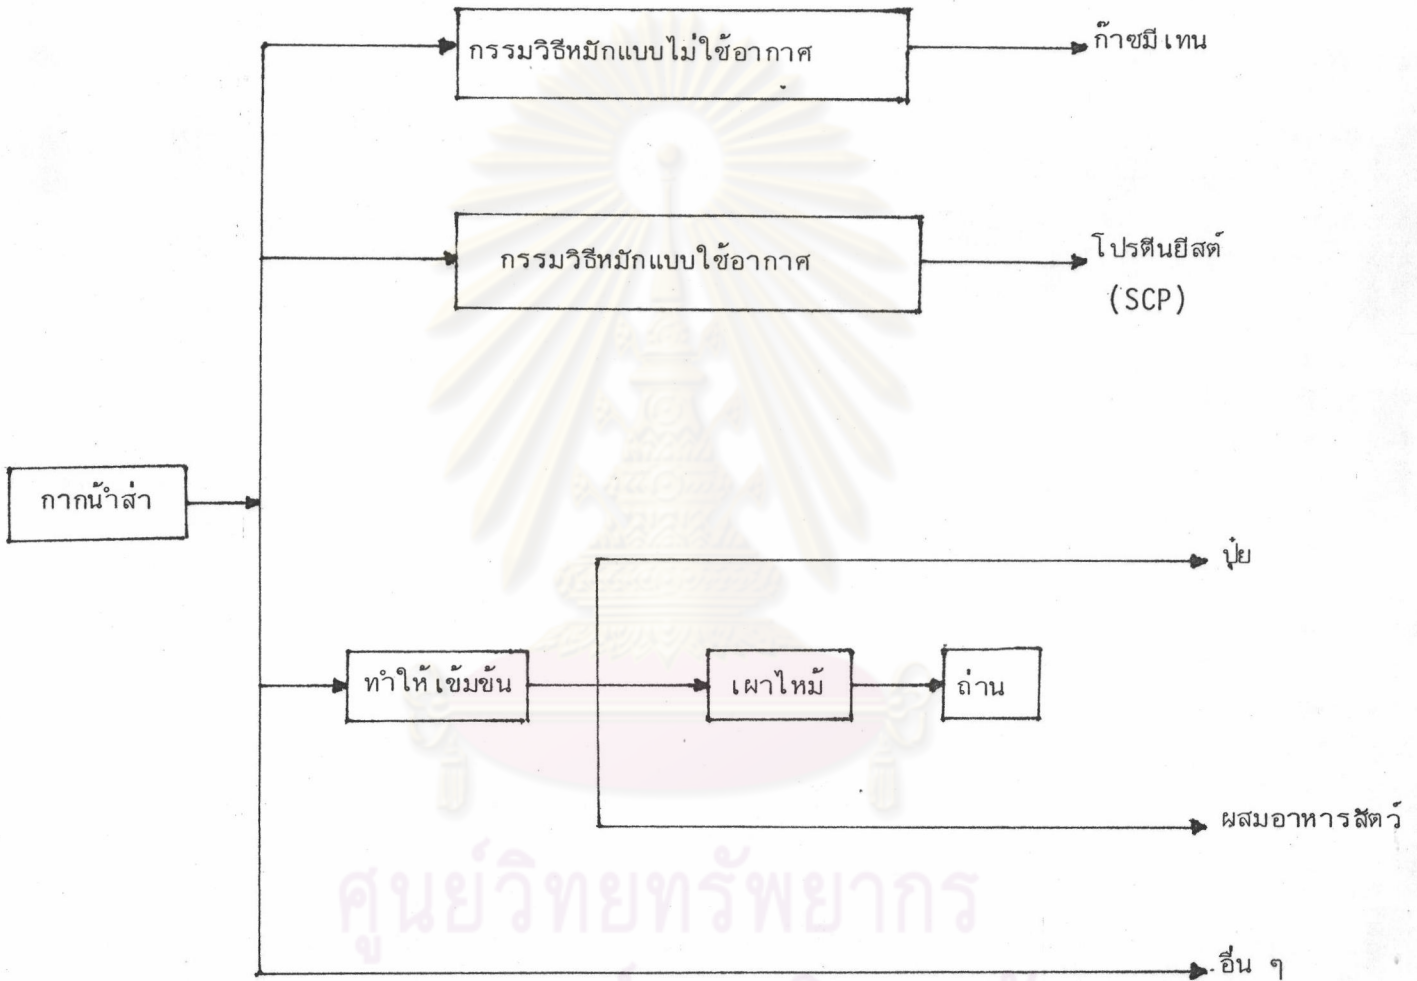 กรรมวิธีหมักแบบไม่ใช้อากาศ
ก๊าซมีเทน
กรรมวิธีหมักแบบใช้อากาศ
โปรตีนยีสต์
(SCP)
กากน้ำส่า
ปุ๋ย
ทำให้เข้มข้น
เผาไหม้
ถ่าน
ผสมอาหารสัตว์
ศูนย์วิทยทรัพยากร
อื่น ๆ